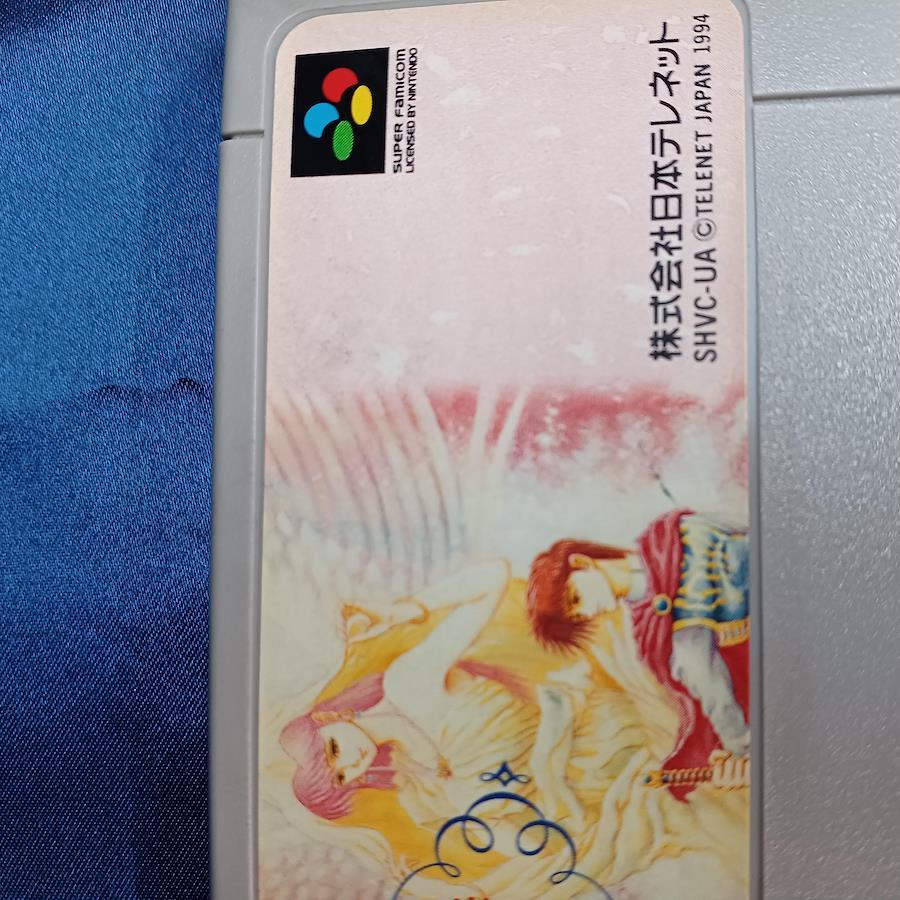 SUPER FAMICOM
LICENSED BY NINTENDO
株式会社日本テレネット
SHVC-UA ©TELENET JAPAN 1994